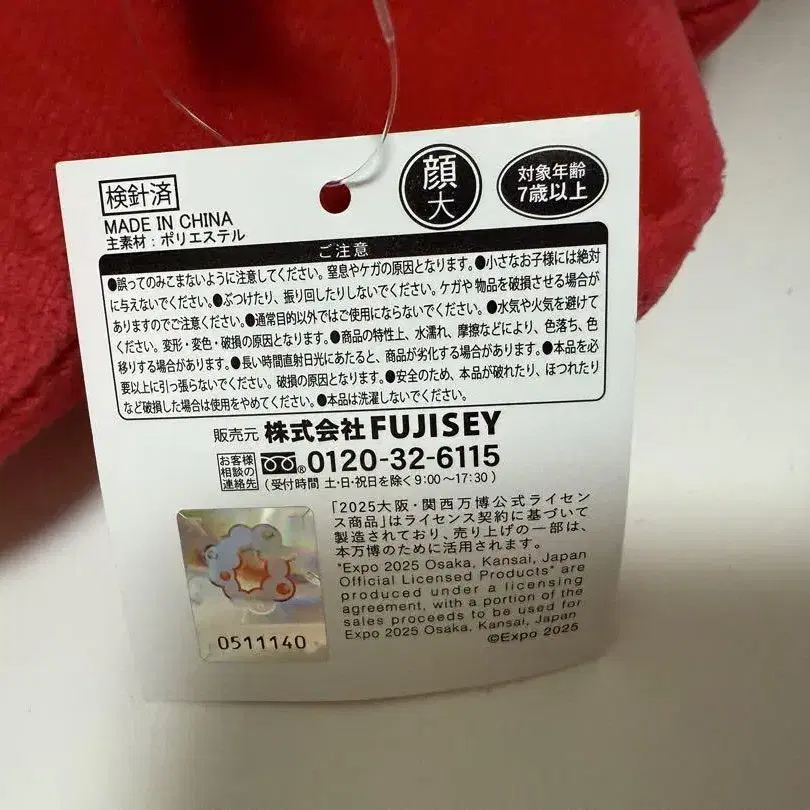 検針済
顔
大
対象年齢
7歳以上
MADE IN CHINA
主素材：ポリエステル
ご注意
●誤ってのみこまないように注意してください。窒息やケガの原因となります。●小さなお子様には絶対
に与えないでください。●ぶつけたり、振り回したりしないでください。ケガや物品を破損させる場合が
ありますのでご注意ください。●通常目的以外ではご使用にならないでください。●水気や火気を避けて
ください。変形・変色・破損の原因となります。●商品の特性上、水濡れ、摩擦などにより、色落ち、色
移りする場合があります。●長い時間直射日光にあたると、商品が劣化する場合があります。●本品を必
要以上に引っ張らないでください。破損の原因となります。●安全のため、本品が破れたり、ほつれたり
など破損した場合は使用をやめてください。●本品は洗濯しないでください。
販売元 株式会社FUJISEY
お客様
相談の
連絡先
0120-32-6115
（受付時間 土・日・祝日を除く9:00～17:30）
「2025大阪・関西万博公式ライセン
ス商品」はライセンス契約に基づいて
製造されており、売り上げの一部は、
本万博のために活用されます。
"Expo 2025 Osaka, Kansai, Japan
Official Licensed Products" are
produced under a licensing
agreement, with a portion of the
sales proceeds to be used for
Expo 2025 Osaka, Kansai, Japan
©Expo 2025
0511140